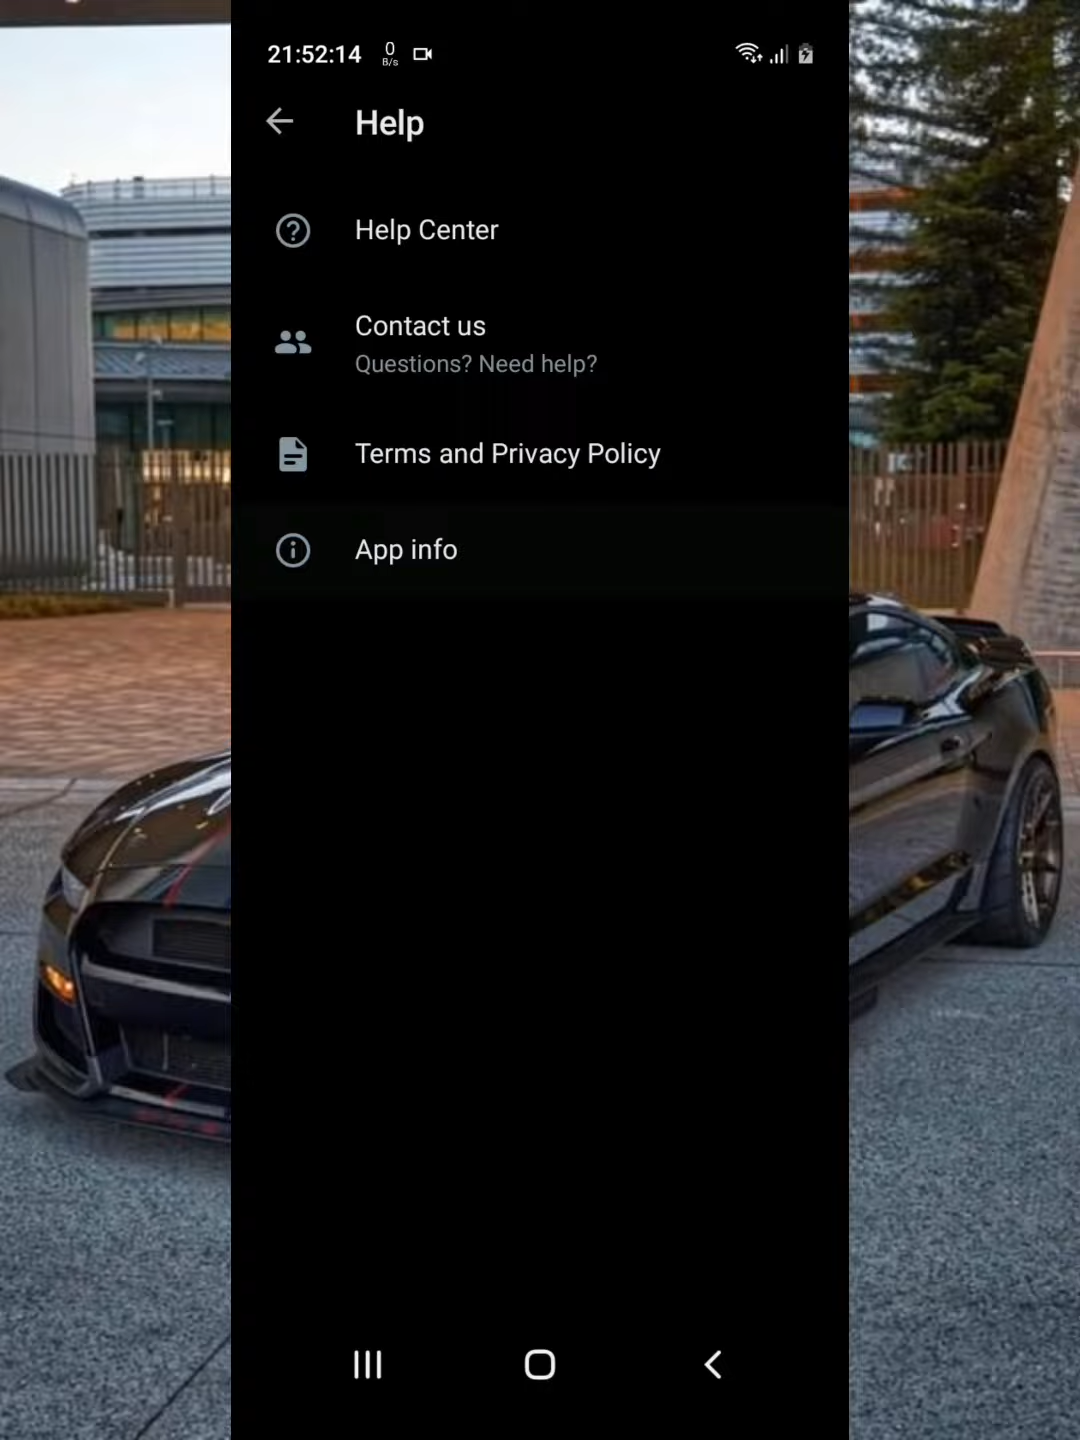 21:52:14 0 B/s
Help
Help Center
Contact us
Questions? Need help?
Terms and Privacy Policy
App info